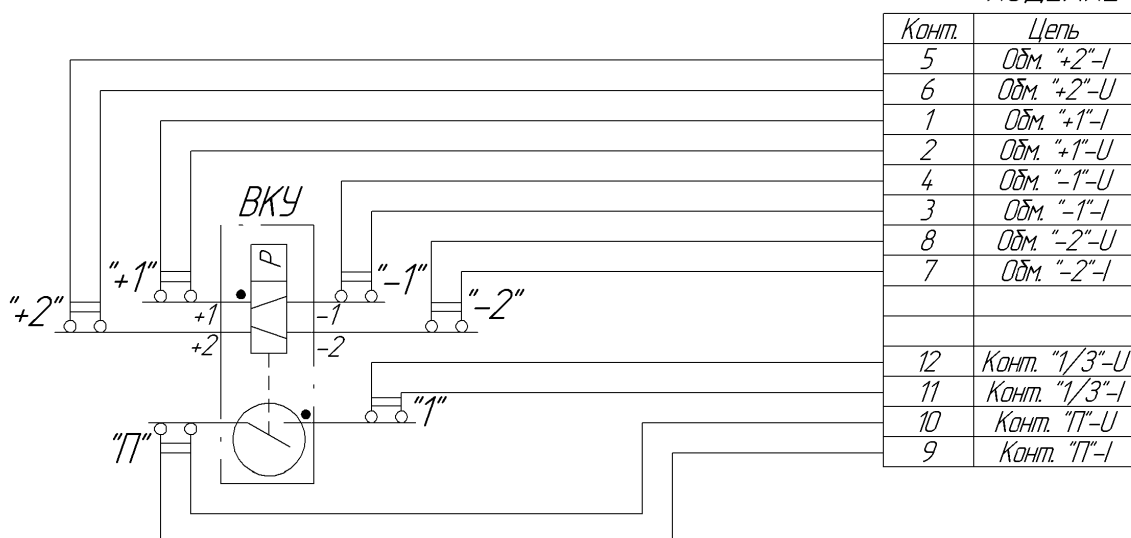 Конт. Цепь
5 Обм. "+2"-I
6 Обм. "+2"-U
1 Обм. "+1"-I
2 Обм. "+1"-U
4 Обм. "-1"-U
3 Обм. "-1"-I
8 Обм. "-2"-U
7 Обм. "-2"-I
12 Конт. "1/3"-U
11 Конт. "1/3"-I
10 Конт. "П"-U
9 Конт. "П"-I
ВКУ
Р
"+1"
"-1"
"+2"
"-2"
+1
-1
+2
-2
"1"
"П"